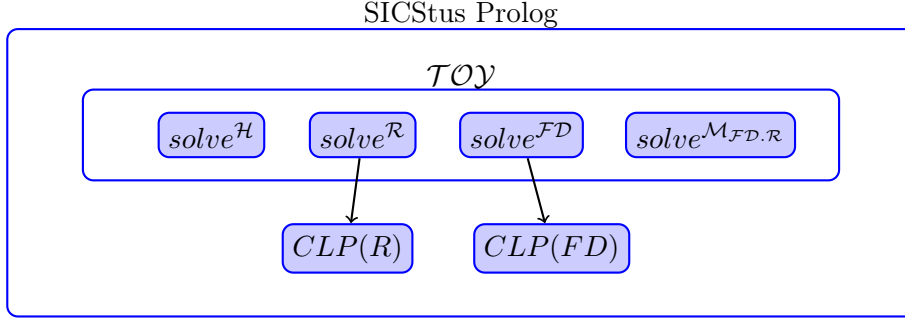 SICStus Prolog
𝒯𝒪𝒴
solve^ℋ solve^ℛ solve^ℱ𝒟 solve^ℳ_ℱ𝒟.ℛ
CLP(R) CLP(FD)